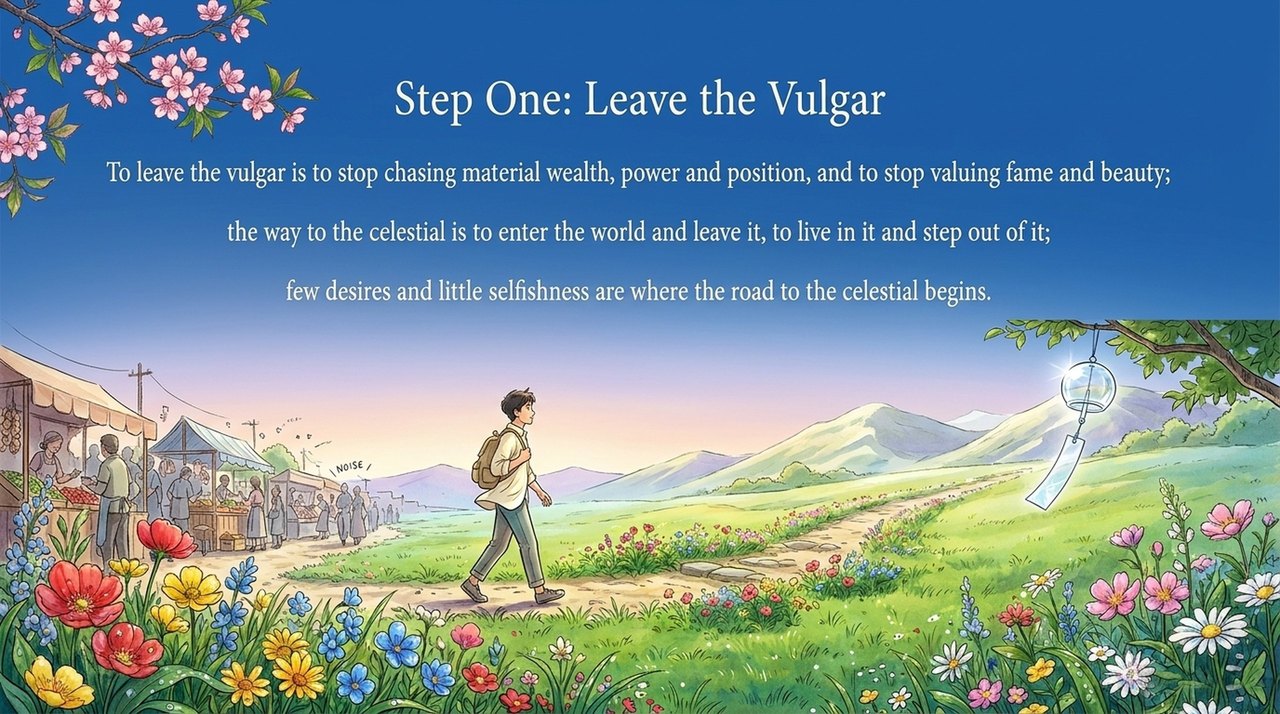 Step One: Leave the Vulgar
To leave the vulgar is to stop chasing material wealth, power and position, and to stop valuing fame and beauty;
the way to the celestial is to enter the world and leave it, to live in it and step out of it;
few desires and little selfishness are where the road to the celestial begins.
NOISE